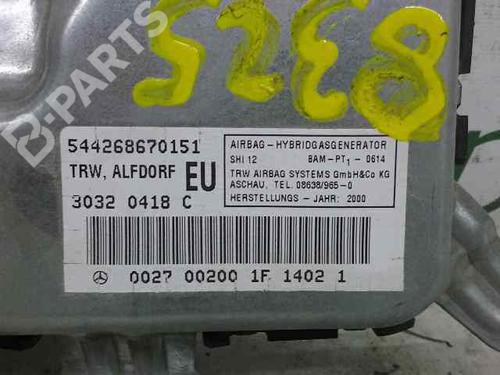 8325
B-PARTS
544268670151
TRW, ALFDORF EU
3032 0418 C
AIRBAG - HYBRIDGASGENERATOR
SHI 12 BAM-PT1 - 0614
TRW AIRBAG SYSTEMS GmbH&Co KG
ASCHAU, TEL. 08638/965-0
HERSTELLUNGS - JAHR: 2000
0027 00200 1F 1402 1